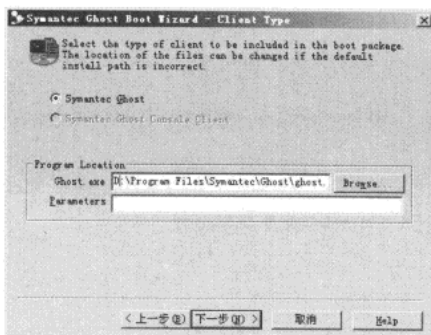 Symantec Ghost Boot Wizard - Client Type
Select the type of client to be included in the boot package.
The location of the files can be changed if the default
install path is incorrect.
Symantec Ghost
Symantec Ghost Console Client
Program Location
Ghost.exe D:\Program Files\Symantec\Ghost\ghost. Browse
Parameters
< 上一步(B) 下一步(N) > 取消 Help